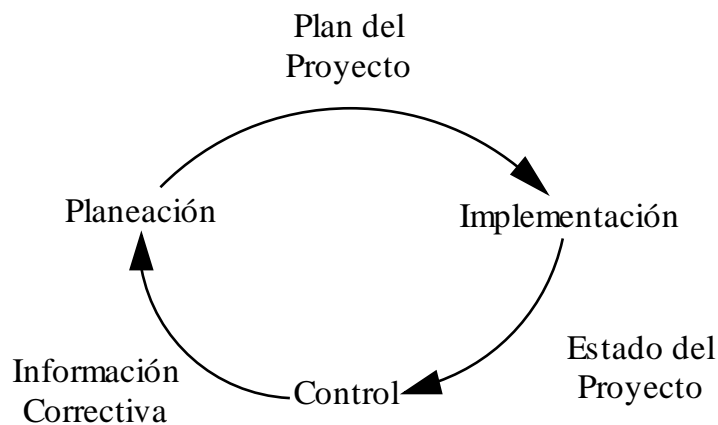 Plan del
Proyecto
Planeación
Implementación
Estado del
Proyecto
Información
Correctiva
Control